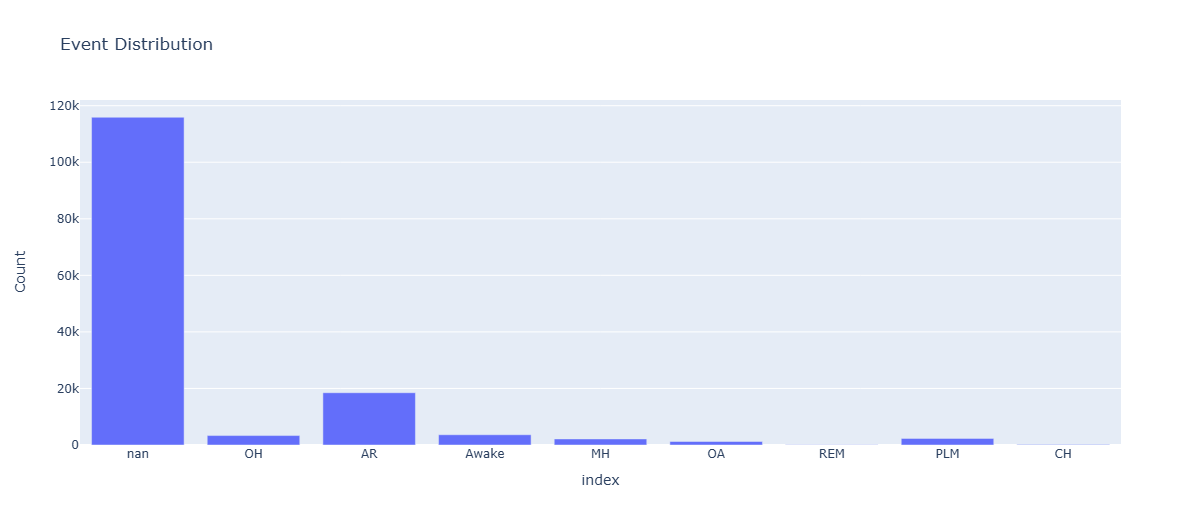 Event Distribution
120k
100k
80k
60k
40k
20k
0
Count
nan OH AR Awake MH OA REM PLM CH
index